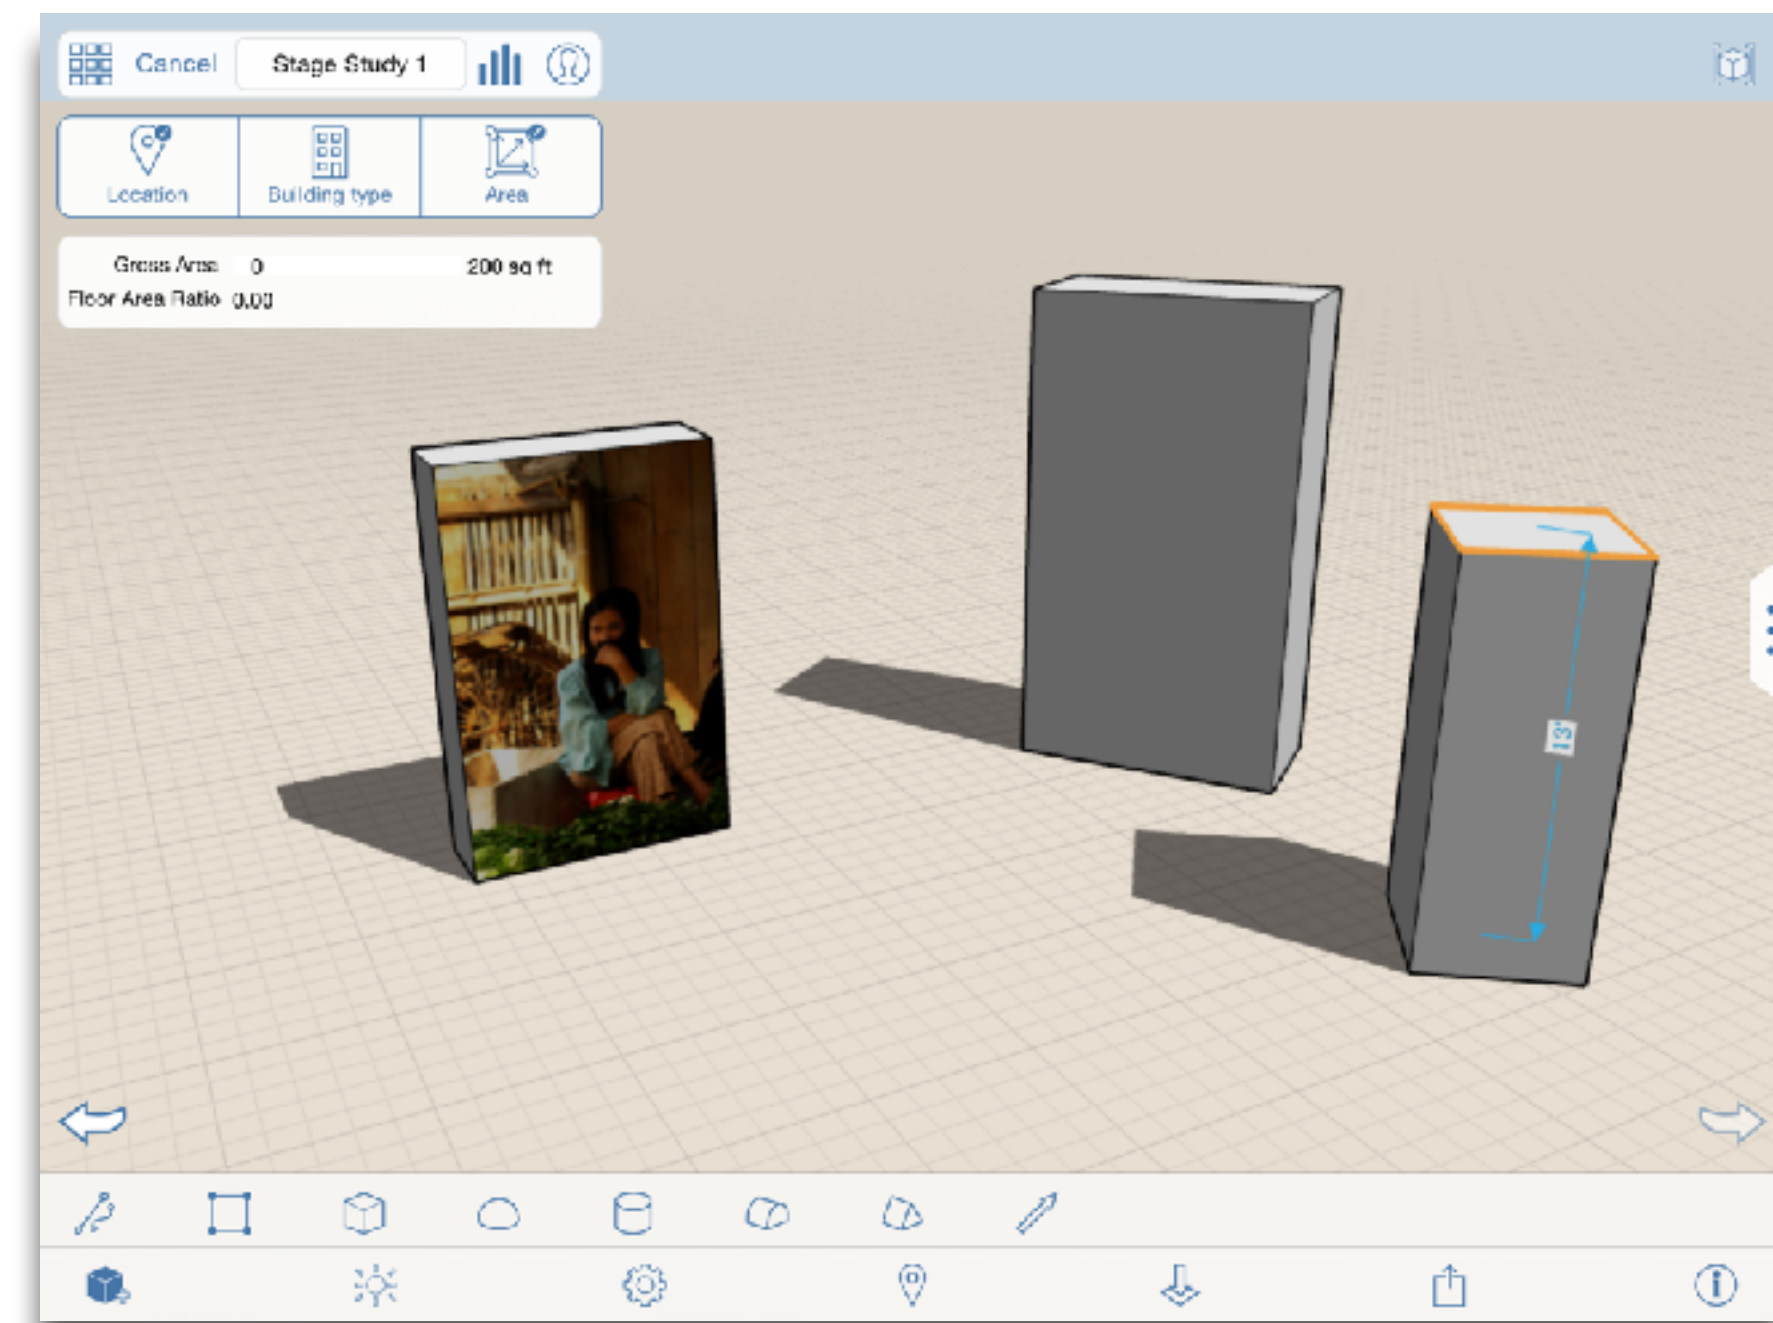 Cancel
Stage Study 1
Location
Building type
Area
Gross Area 0 200 sq ft
Floor Area Ratio 0.00
13'